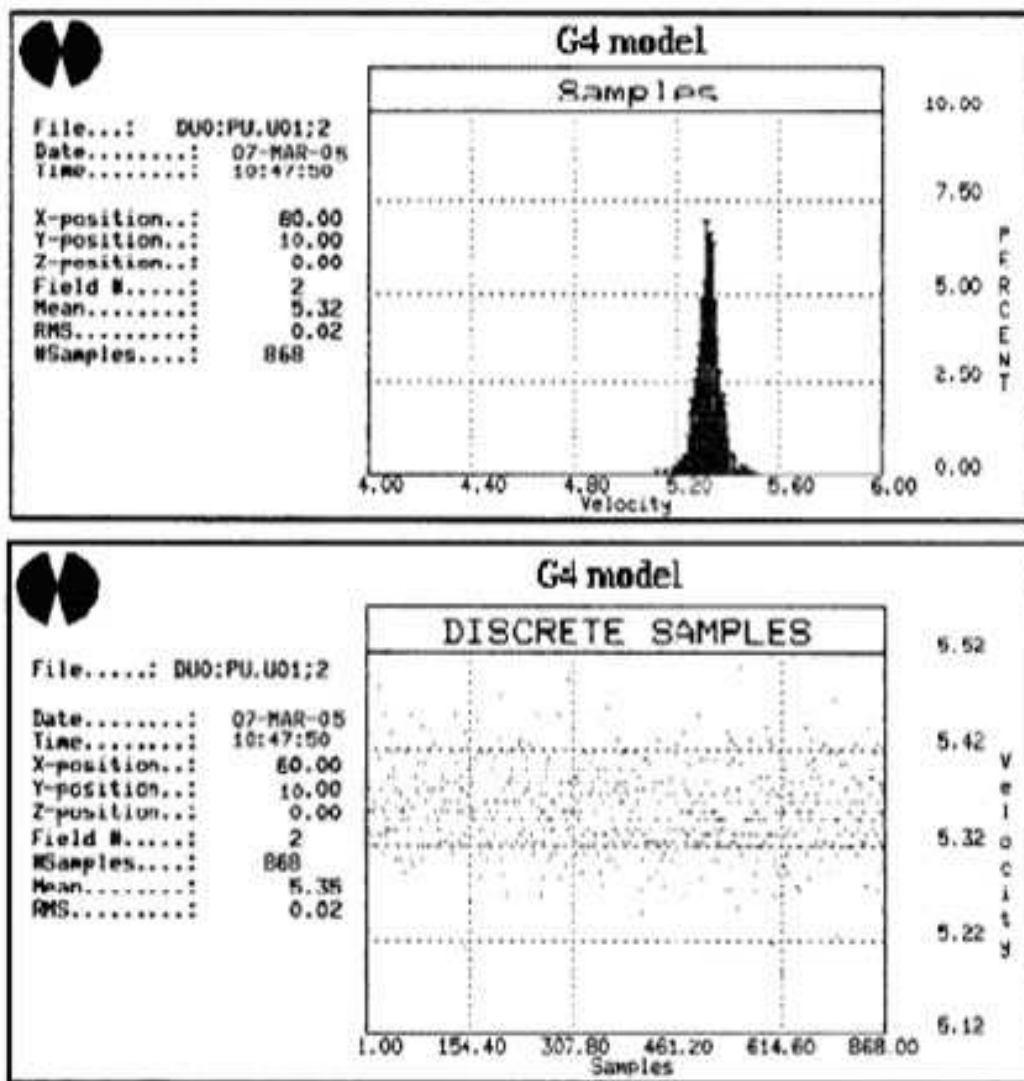 G4 model
Samples
File...: DU0:PU.U01;2
Date........: 07-MAR-05
Time........: 10:47:50
X-position..: 60.00
Y-position..: 10.00
Z-position..: 0.00
Field #.....: 2
Mean........: 5.32
RMS.........: 0.02
#Samples....: 868
10.00
7.50
5.00
2.50
0.00
PERCENT
4.00 4.40 4.80 5.20 5.60 6.00
Velocity
G4 model
DISCRETE SAMPLES
File.....: DU0:PU.U01;2
Date........: 07-MAR-05
Time........: 10:47:50
X-position..: 60.00
Y-position..: 10.00
Z-position..: 0.00
Field #.....: 2
#Samples....: 868
Mean........: 5.35
RMS.........: 0.02
5.52
5.42
5.32
5.22
5.12
Velocity
1.00 154.40 307.80 461.20 614.60 868.00
Samples